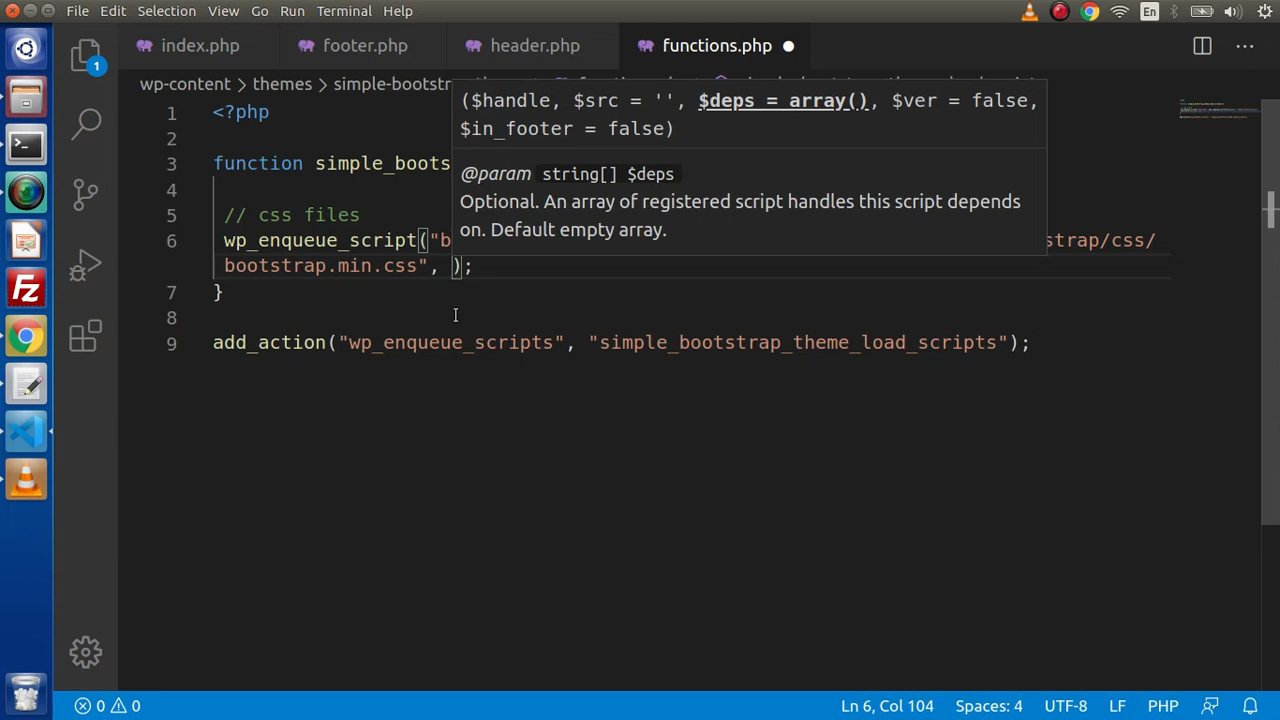 File Edit Selection View Go Run Terminal Help
En
index.php footer.php header.php functions.php
wp-content > themes > simple-bootstr
1 <?php
2
3 function simple_boots
4
5 // css files
6 wp_enqueue_script("b strap/css/
bootstrap.min.css", );
7 }
8
9 add_action("wp_enqueue_scripts", "simple_bootstrap_theme_load_scripts");
($handle, $src = '', $deps = array(), $ver = false,
$in_footer = false)
@param string[] $deps
Optional. An array of registered script handles this script depends
on. Default empty array.
1
0 0 Ln 6, Col 104 Spaces: 4 UTF-8 LF PHP